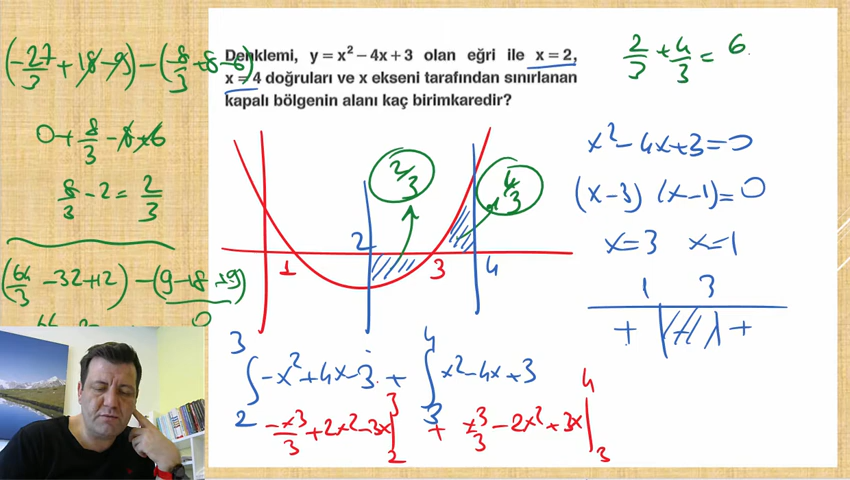 Denklemi, y = x² – 4x + 3 olan eğri ile x = 2,
x = 4 doğruları ve x ekseni tarafından sınırlanan
kapalı bölgenin alanı kaç birimkaredir?
(-27/3 + 18 - 9) - (-8/3 + 8 - 6)
0 + 8/3 - 8 + 6
8/3 - 2 = 2/3
(64/3 - 32 + 12) - (9 - 18 + 9)
0
2/3 + 4/3 = 6
x² - 4x + 3 = 0
(x - 3) (x - 1) = 0
x = 3 x = 1
1 3
+ +
2/3 4/3
1 2 3 4
∫₂³ -x² + 4x - 3 + ∫₃⁴ x² - 4x + 3
-x³/3 + 2x² - 3x |₂³ + x³/3 - 2x² + 3x |₃⁴